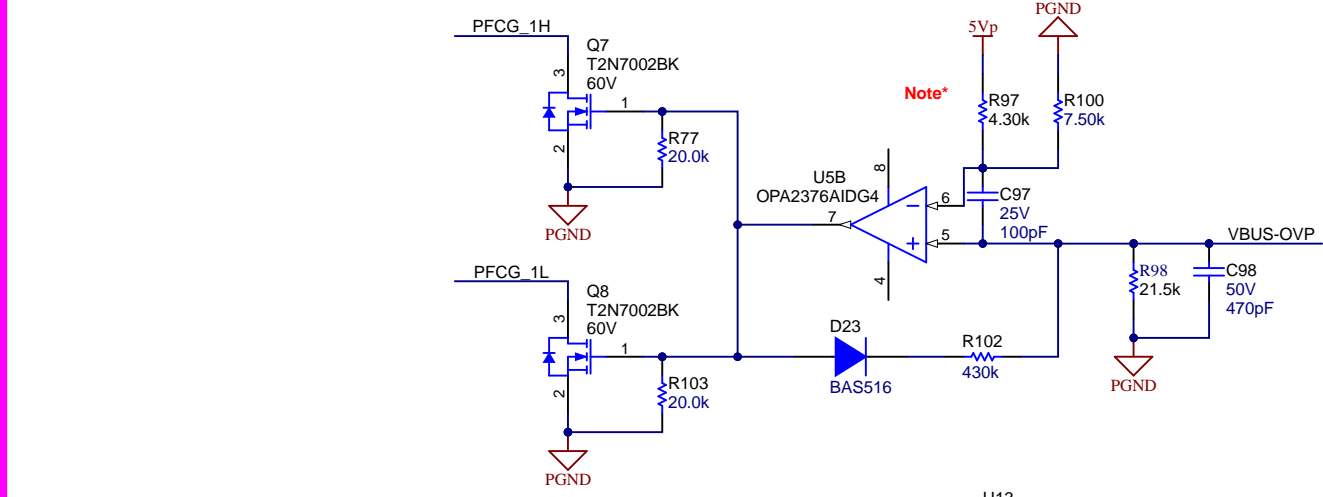 PFCG_1H
Q7
T2N7002BK
60V
3
1
2
R77
20.0k
PGND
5Vp
PGND
Note*
R97
4.30k
R100
7.50k
U5B
OPA2376AIDG4
8
7
6
5
4
C97
25V
100pF
VBUS-OVP
R98
21.5k
C98
50V
470pF
PGND
PFCG_1L
Q8
T2N7002BK
60V
3
1
2
R103
20.0k
PGND
D23
BAS516
R102
430k